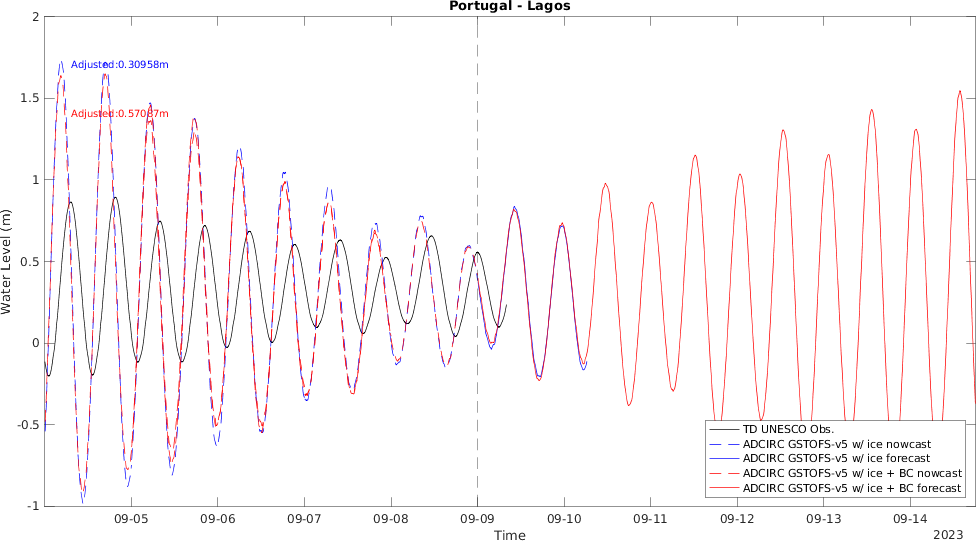 Portugal - Lagos
Adjusted:0.30958m
Adjusted:0.57037m
Water Level (m)
2
1.5
1
0.5
0
-0.5
-1
09-05 09-06 09-07 09-08 09-09 09-10 09-11 09-12 09-13 09-14
Time
2023
TD UNESCO Obs.
ADCIRC GSTOFS-v5 w/ ice nowcast
ADCIRC GSTOFS-v5 w/ ice forecast
ADCIRC GSTOFS-v5 w/ ice + BC nowcast
ADCIRC GSTOFS-v5 w/ ice + BC forecast